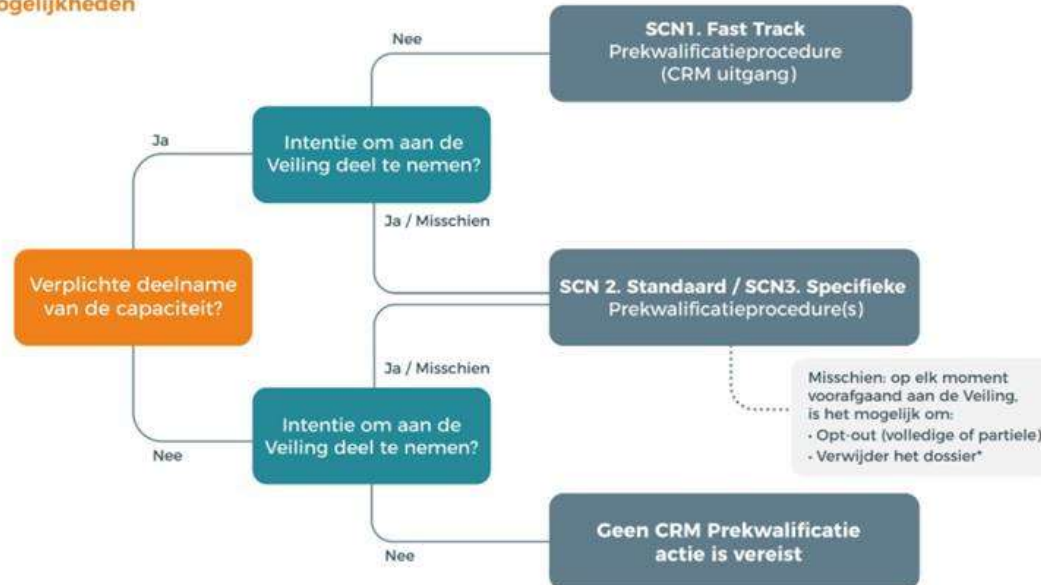 Nee
SCN1. Fast Track
Prekwalificatieprocedure
(CRM uitgang)
Ja
Intentie om aan de
Veiling deel te nemen?
Ja / Misschien
Verplichte deelname
van de capaciteit?
SCN 2. Standaard / SCN3. Specifieke
Prekwalificatieprocedure(s)
Ja / Misschien
Misschien: op elk moment
voorafgaand aan de Veiling,
is het mogelijk om:
• Opt-out (volledige of partiele)
• Verwijder het dossier*
Intentie om aan de
Veiling deel te nemen?
Nee
Geen CRM Prekwalificatie
actie is vereist
Nee